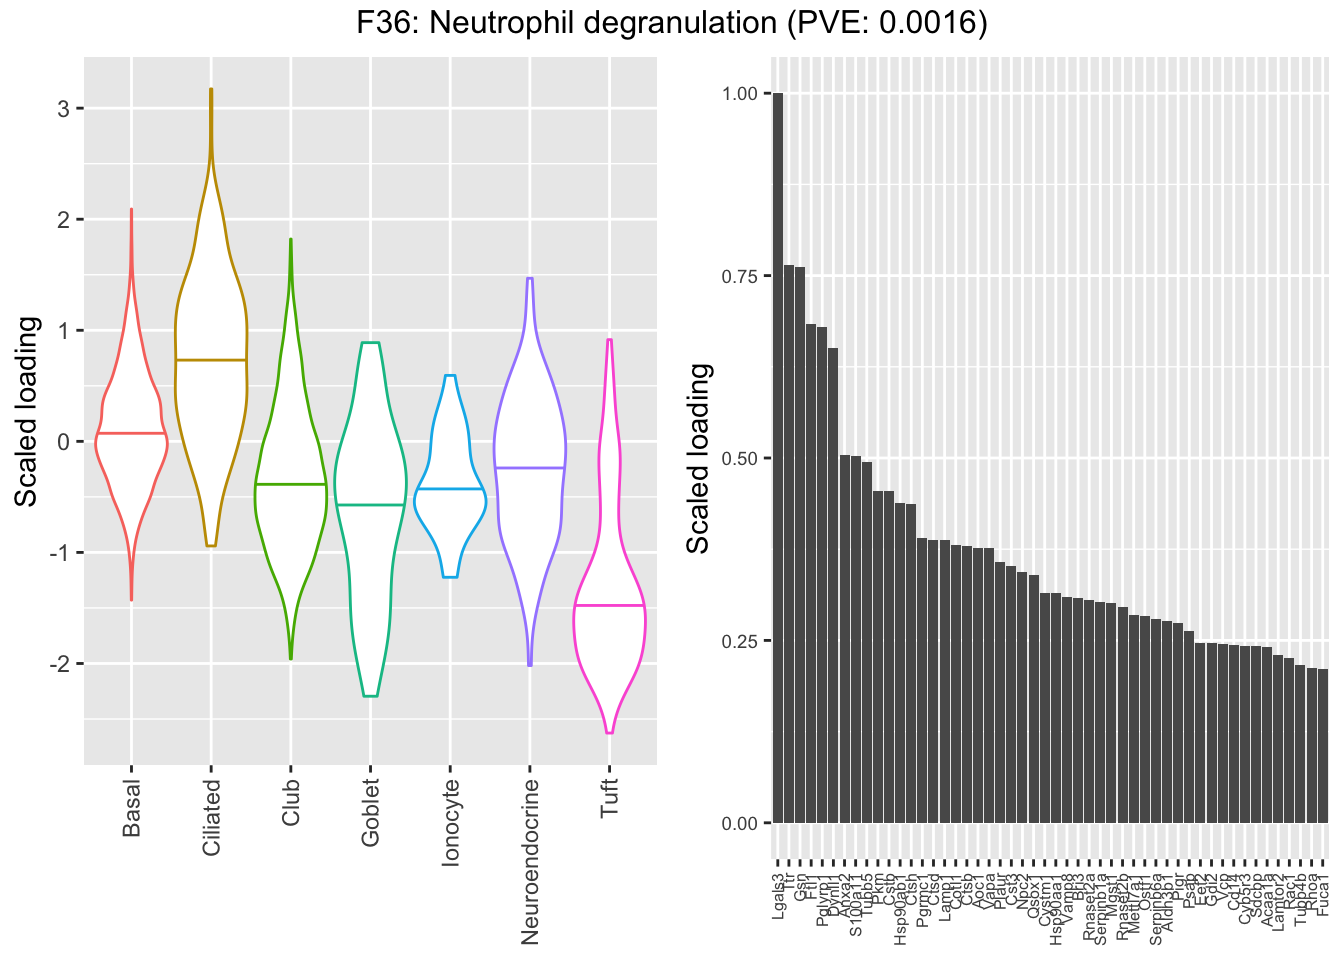 F36: Neutrophil degranulation (PVE: 0.0016)
Scaled loading
3
2
1
0
-1
-2
Basal
Ciliated
Club
Goblet
Ionocyte
Neuroendocrine
Tuft
Scaled loading
1.00
0.75
0.50
0.25
0.00
Lgals3
Ttr
Gsn
Ftl1
Pglyrp1
Dynll1
Anxa2
S100a11
Tubb5
Pkm
Cstb
Hsp90ab1
Ctsh
Pgrmc1
Ctsd
Lamp1
Cotl1
Ctsb
Aoc1
Vapa
Plaur
Cst3
Npc2
Qsox1
Cystm1
Hsp90aa1
Vamp8
Bri3
Rnaset2a
Serpinb1a
Mgst1
Rnaset2b
Mettl7a1
Ostf1
Serpinb6a
Aldh3b1
Pigr
Psap
Eef2
Gdi2
Vcp
Cd14
Cyb5r3
Sdcbp
Acaa1a
Lamtor2
Rac1
Tubb4b
Rhoa
Fuca1